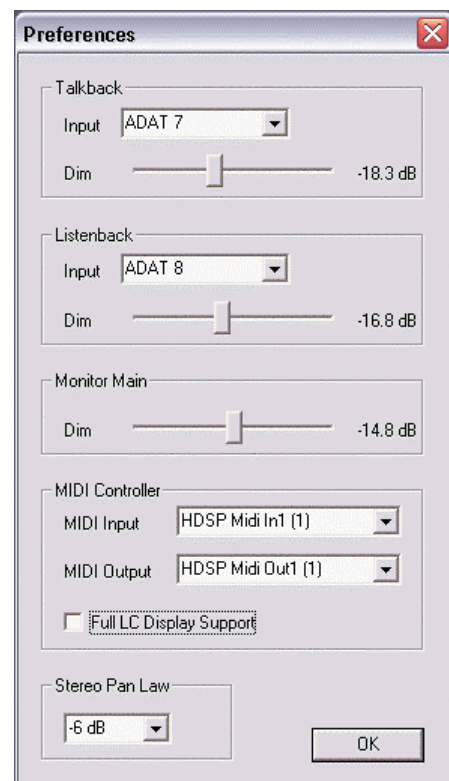 Preferences
Talkback
Input ADAT 7
Dim -18.3 dB
Listenback
Input ADAT 8
Dim -16.8 dB
Monitor Main
Dim -14.8 dB
MIDI Controller
MIDI Input HDSP Midi In1 (1)
MIDI Output HDSP Midi Out1 (1)
Full LC Display Support
Stereo Pan Law
-6 dB
OK